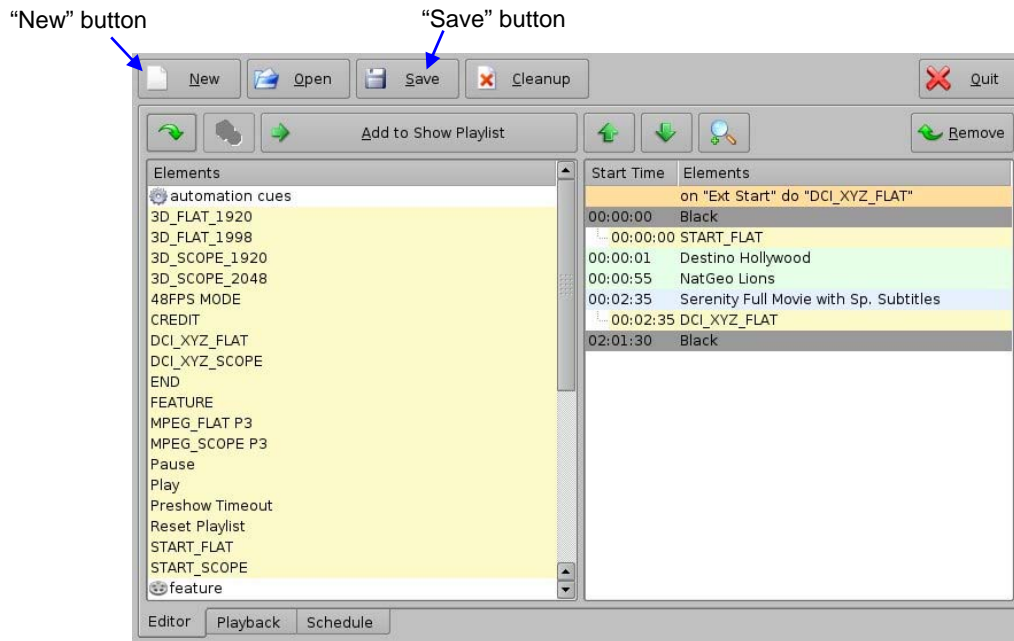 “New” button
“Save” button
New
Open
Save
Cleanup
Quit
Add to Show Playlist
Remove
Elements
automation cues
3D_FLAT_1920
3D_FLAT_1998
3D_SCOPE_1920
3D_SCOPE_2048
48FPS MODE
CREDIT
DCI_XYZ_FLAT
DCI_XYZ_SCOPE
END
FEATURE
MPEG_FLAT P3
MPEG_SCOPE P3
Pause
Play
Preshow Timeout
Reset Playlist
START_FLAT
START_SCOPE
feature
Start Time Elements
on "Ext Start" do "DCI_XYZ_FLAT"
00:00:00 Black
00:00:00 START_FLAT
00:00:01 Destino Hollywood
00:00:55 NatGeo Lions
00:02:35 Serenity Full Movie with Sp. Subtitles
00:02:35 DCI_XYZ_FLAT
02:01:30 Black
Editor Playback Schedule